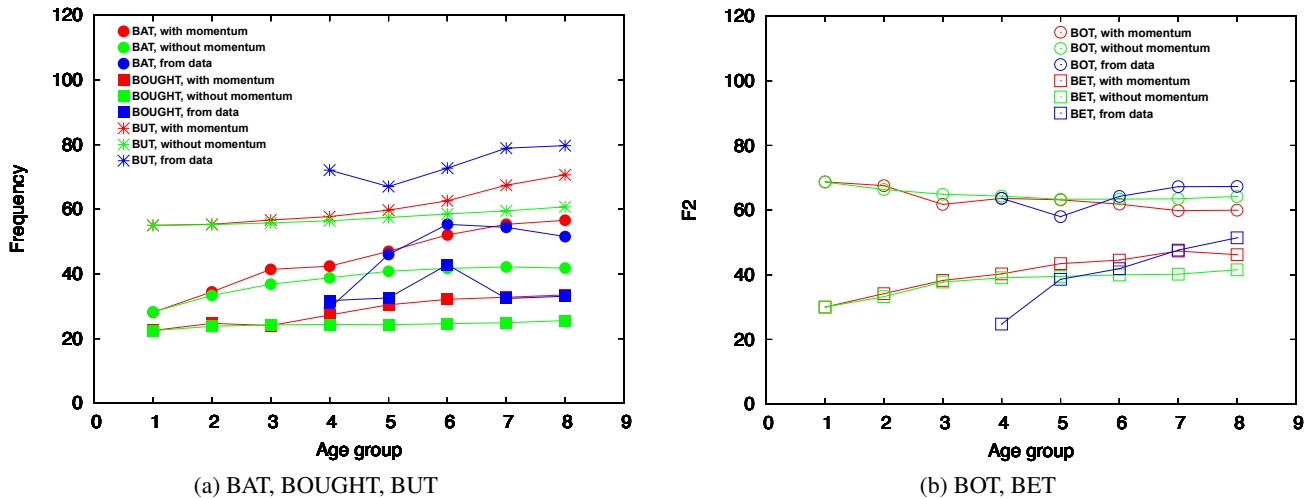 120
100
80
60
40
20
0
Frequency
BAT, with momentum
BAT, without momentum
BAT, from data
BOUGHT, with momentum
BOUGHT, without momentum
BOUGHT, from data
BUT, with momentum
BUT, without momentum
BUT, from data
0 1 2 3 4 5 6 7 8 9
Age group
(a) BAT, BOUGHT, BUT
120
100
80
60
40
20
0
F2
BOT, with momentum
BOT, without momentum
BOT, from data
BET, with momentum
BET, without momentum
BET, from data
0 1 2 3 4 5 6 7 8 9
Age group
(b) BOT, BET